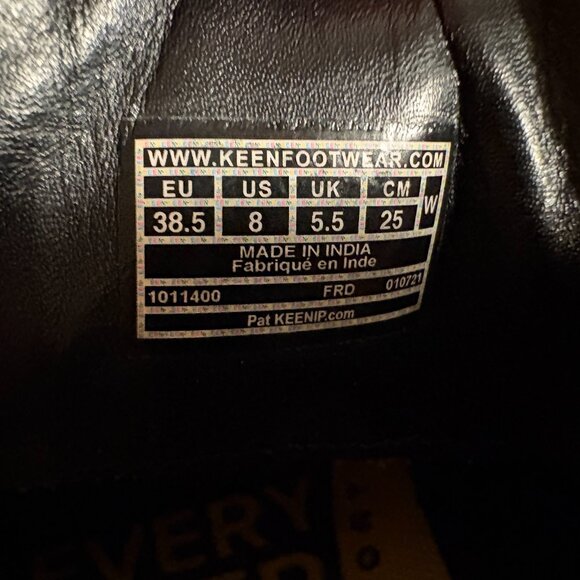 WWW.KEENFOOTWEAR.COM
EU US UK CM W
38.5 8 5.5 25
MADE IN INDIA
Fabriqué en Inde
1011400 FRD 010721
Pat KEENIP.com
EVERY